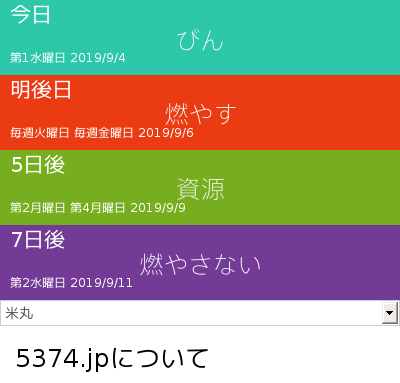 今日
びん
第1水曜日 2019/9/4
明後日
燃やす
毎週火曜日 毎週金曜日 2019/9/6
5日後
資源
第2月曜日 第4月曜日 2019/9/9
7日後
燃やさない
第2水曜日 2019/9/11
米丸
5374.jpについて